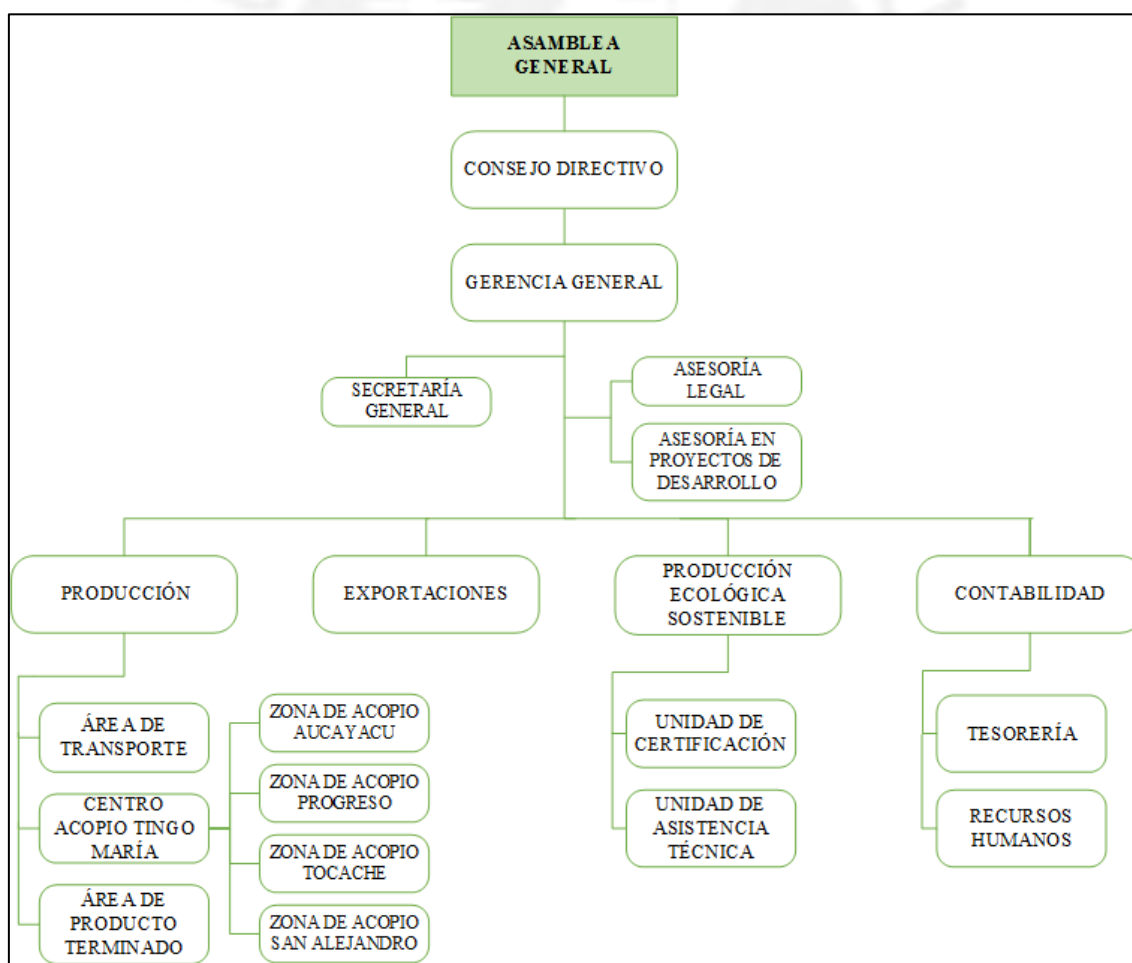 ASAMBLEA
GENERAL
CONSEJO DIRECTIVO
GERENCIA GENERAL
SECRETARÍA
GENERAL
ASESORÍA
LEGAL
ASESORÍA EN
PROYECTOS DE
DESARROLLO
PRODUCCIÓN
EXPORTACIONES
PRODUCCIÓN
ECOLÓGICA
SOSTENIBLE
CONTABILIDAD
ÁREA DE
TRANSPORTE
CENTRO
ACOPIO TINGO
MARÍA
ÁREA DE
PRODUCTO
TERMINADO
ZONA DE ACOPIO
AUCAYACU
ZONA DE ACOPIO
PROGRESO
ZONA DE ACOPIO
TOCACHE
ZONA DE ACOPIO
SAN ALEJANDRO
UNIDAD DE
CERTIFICACIÓN
UNIDAD DE
ASISTENCIA
TÉCNICA
TESORERÍA
RECURSOS
HUMANOS